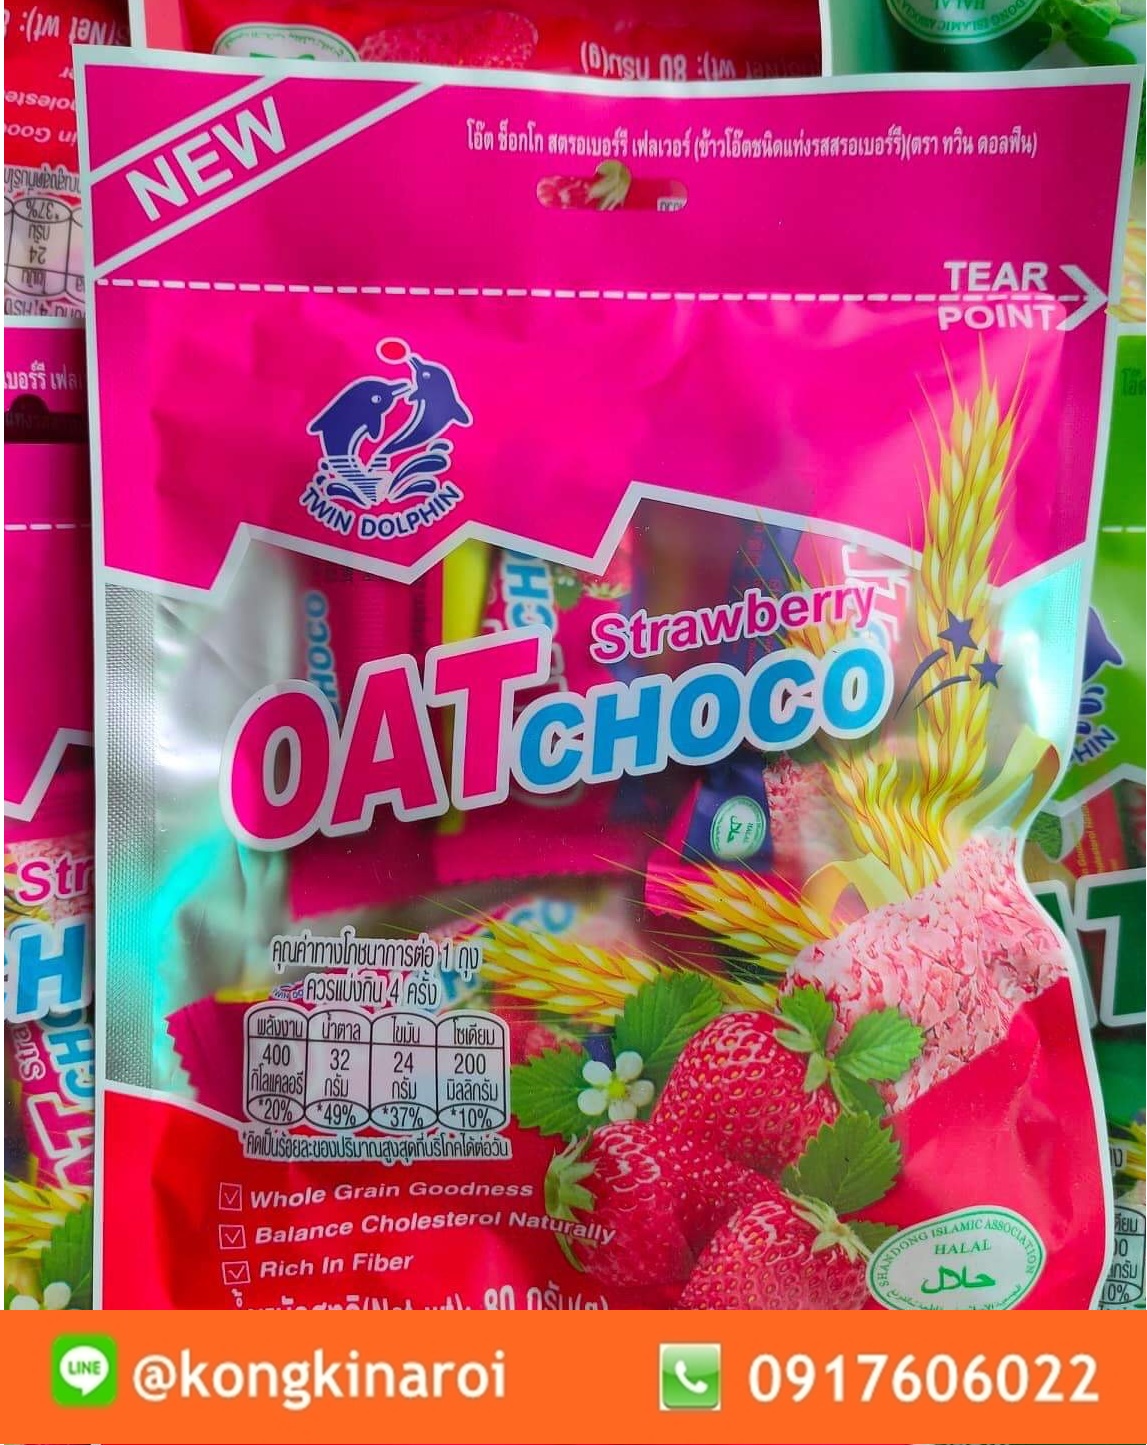 NEW
โอ๊ต ช็อกโก สตรอเบอร์รี เฟลเวอร์ (ข้าวโอ๊ตชนิดแท่งรสสรอเบอร์รี)(ตรา ทวิน ดอลฟิน)
TEAR
POINT
TWIN DOLPHIN
Strawberry
OAT CHOCO
คุณค่าทางโภชนาการต่อ 1 ถุง
ควรแบ่งกิน 4 ครั้ง
พลังงาน น้ำตาล ไขมัน โซเดียม
400 32 24 200
กิโลแคลอรี กรัม กรัม มิลลิกรัม
*20% *49% *37% *10%
*คิดเป็นร้อยละของปริมาณสูงสุดที่บริโภคได้ต่อวัน
Whole Grain Goodness
Balance Cholesterol Naturally
Rich In Fiber
SHANDONG ISLAMIC ASSOCIATION
HALAL
حلال
LINE
@kongkinaroi
0917606022